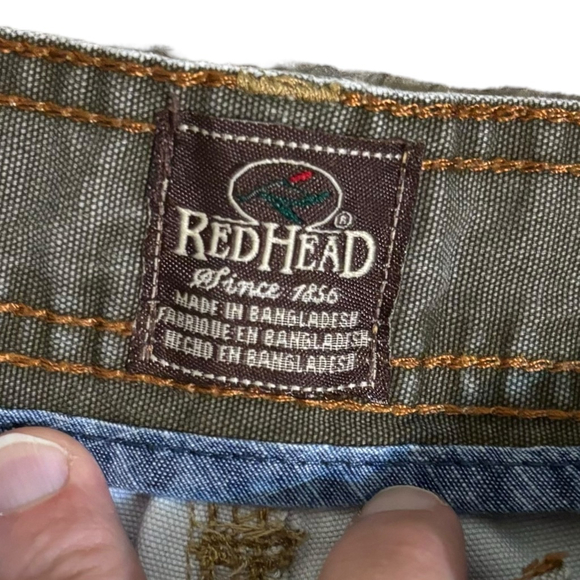 REDHEAD®
Since 1856
MADE IN BANGLADESH
FABRIQUE EN BANGLADESH
HECHO EN BANGLADESH